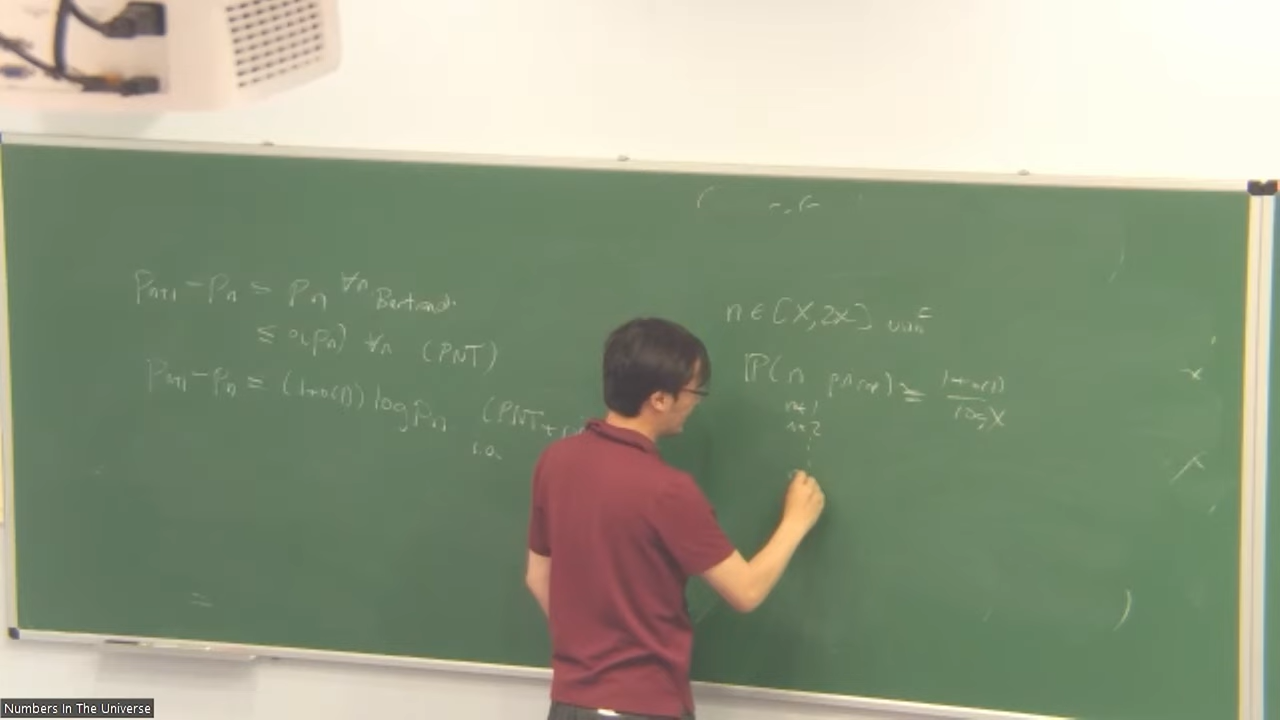 p_{n+1} - p_n ≤ p_n ∀n Bertrand.
≤ o(p_n) ∀n (PNT)
p_{n+1} - p_n ≤ (1+o(1)) log p_n (PNT +
i.o.
n ∈ [X, 2X] unif
ℙ(n prime) ≥ \frac{1+o(1)}{log X}
n+1
n+2
⋮
Numbers In The Universe